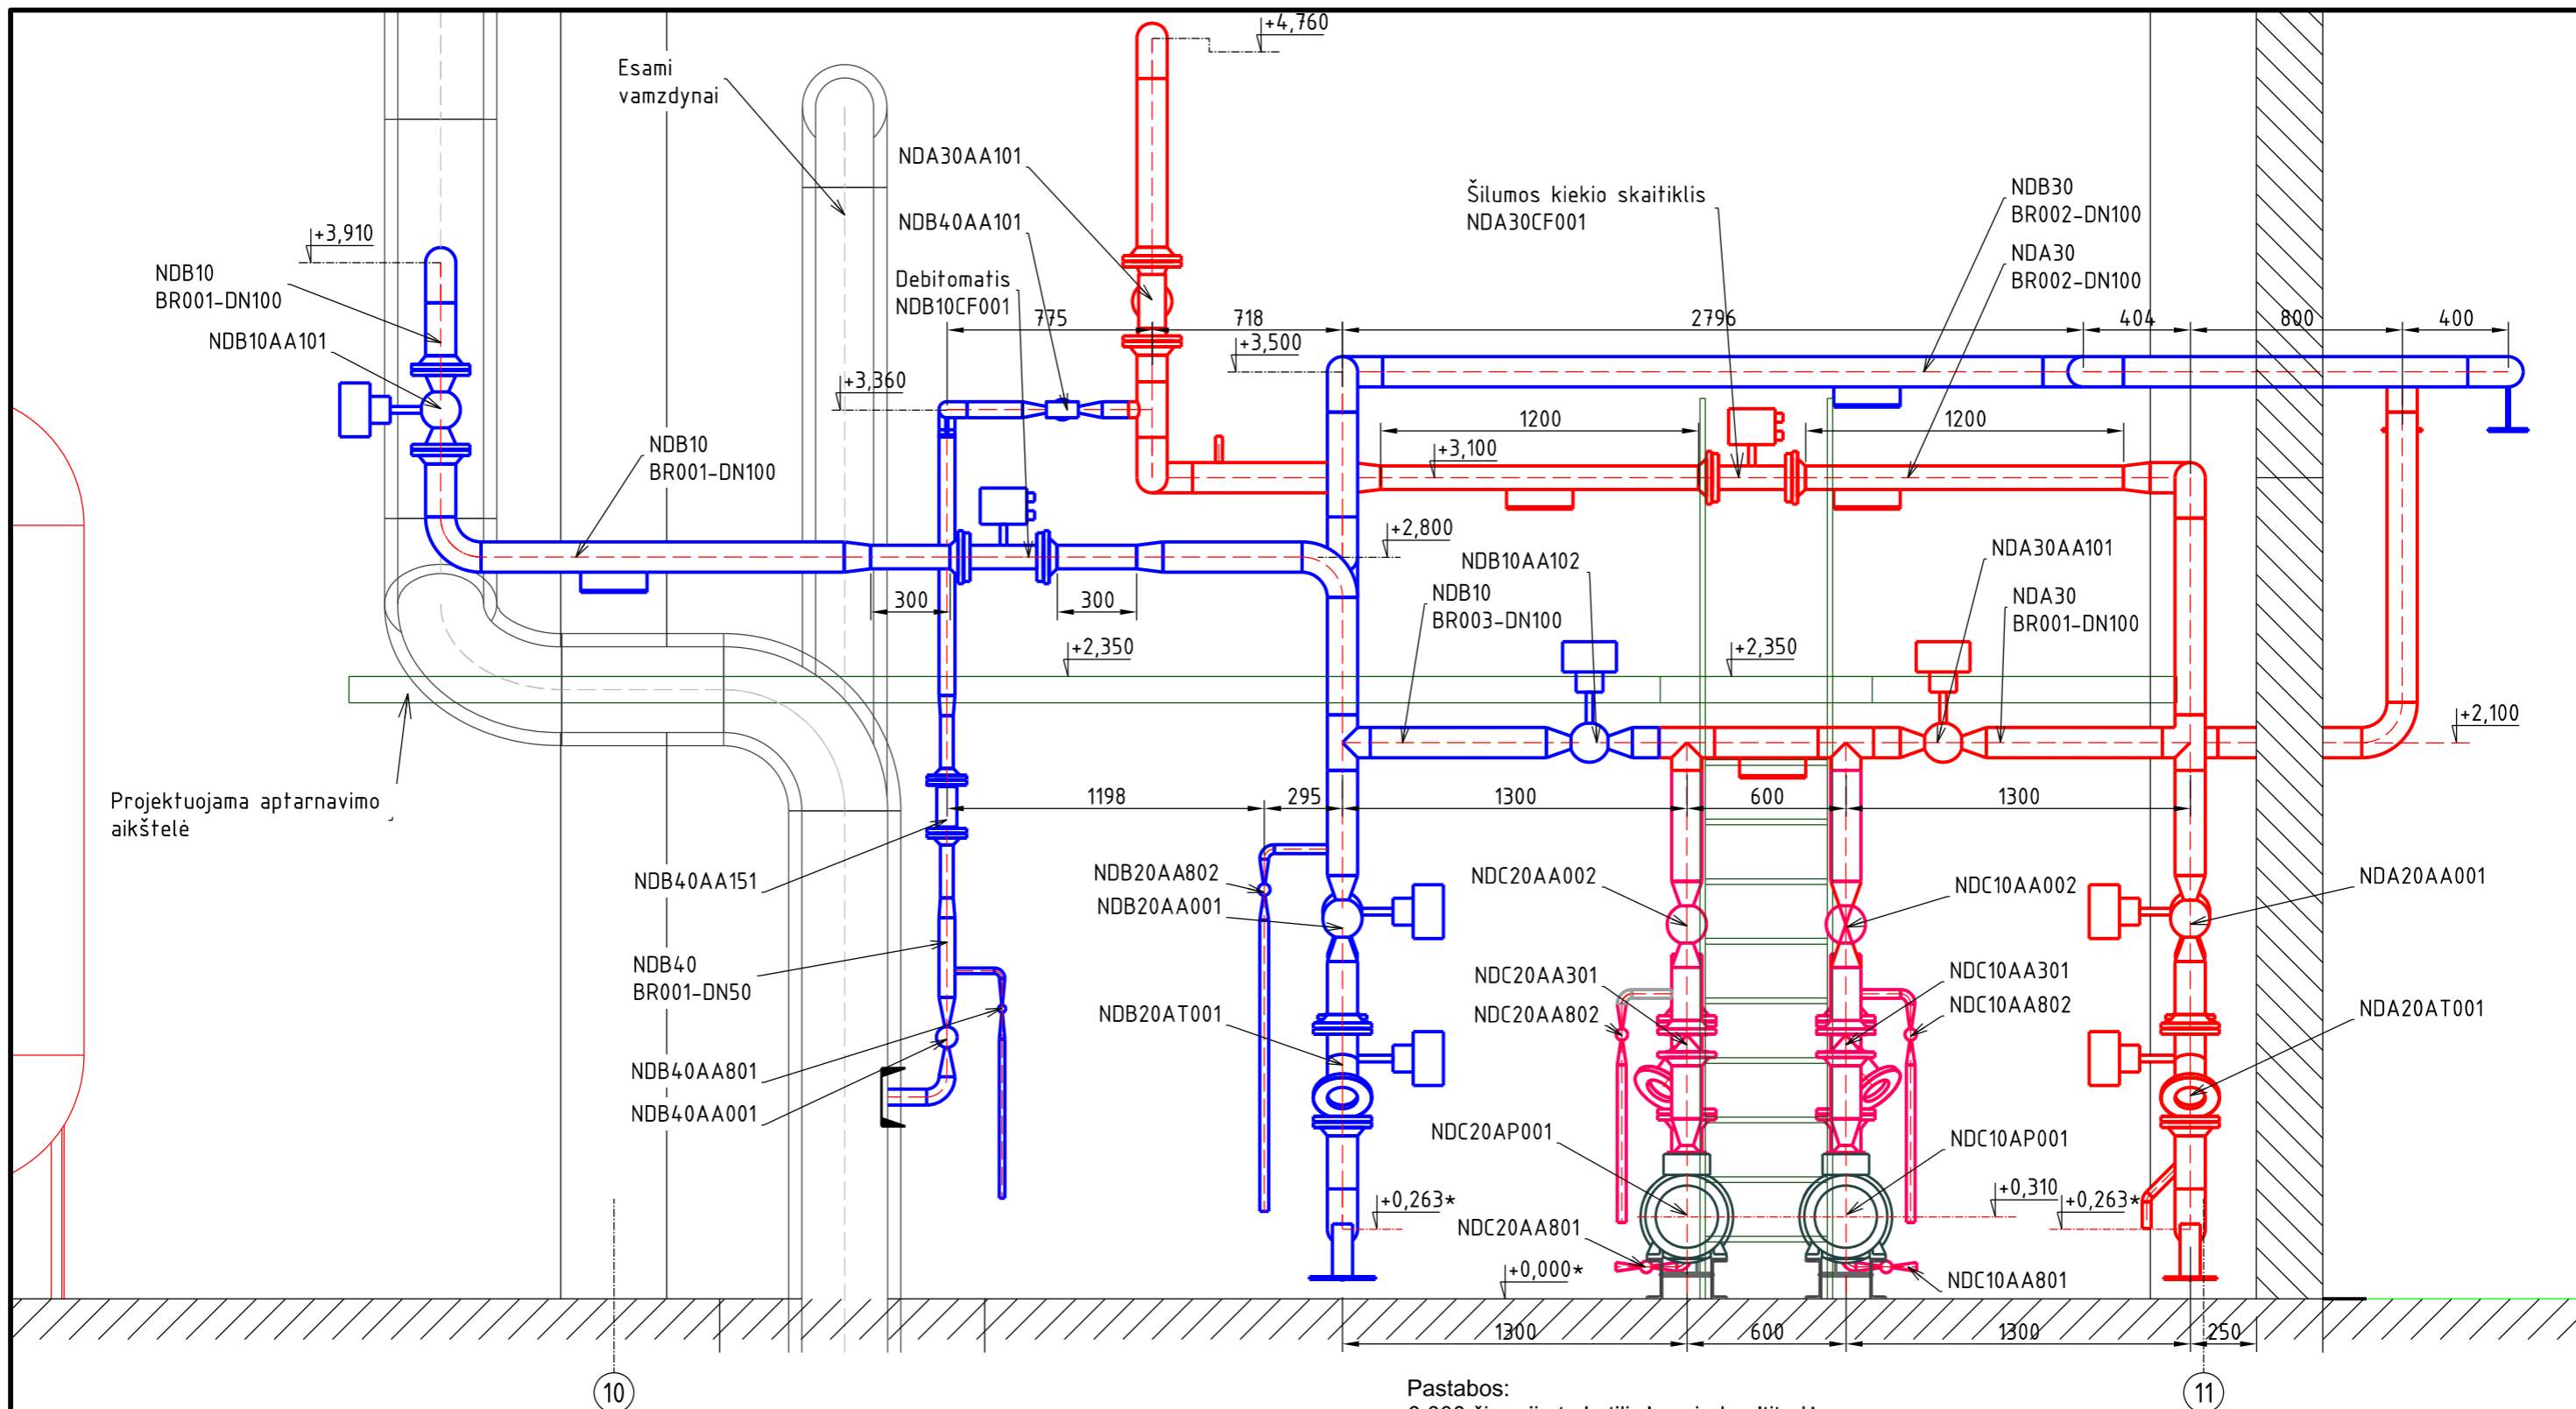 +4,760
Esami
vamzdynai
NDA30AA101
Šilumos kiekio skaitiklis
NDA30CF001
NDB30
BR002-DN100
NDB40AA101
+3,910
NDA30
BR002-DN100
NDB10
BR001-DN100
Debitomatis
NDB10CF001
NDB10AA101
775
718
2796
404
800
400
+3,500
+3,360
1200
1200
NDB10
BR001-DN100
+3,100
+2,800
NDB10AA102
NDA30AA101
NDB10
BR003-DN100
NDA30
BR001-DN100
300
300
+2,350
+2,350
+2,100
Projektuojama aptarnavimo
aikštelė
1198
295
1300
600
1300
NDB40AA151
NDB20AA802
NDB20AA001
NDC20AA002
NDC10AA002
NDA20AA001
NDB40
BR001-DN50
NDC20AA301
NDC10AA301
NDC20AA802
NDC10AA802
NDB20AT001
NDA20AT001
NDB40AA801
NDB40AA001
NDC20AP001
NDC10AP001
+0,263*
+0,310
+0,263*
NDC20AA801
+0,000*
NDC10AA801
1300
600
1300
250
10
11
Pastabos: